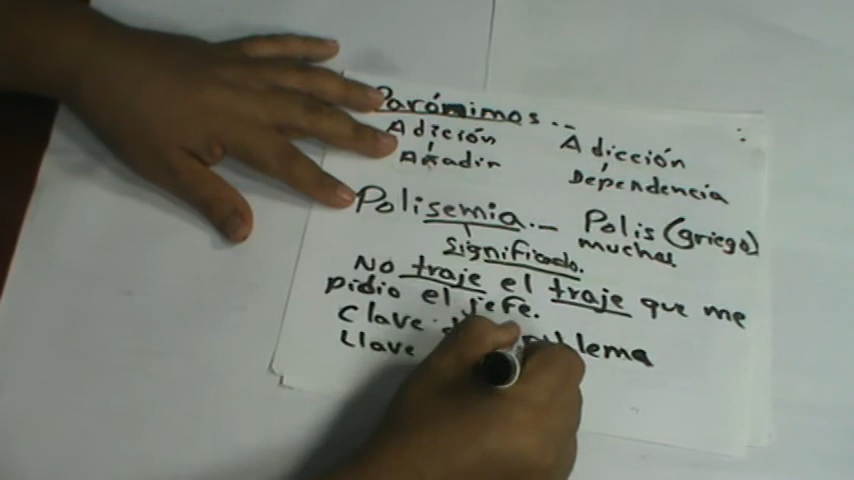 Parónimos.-
Adición Adicción
Añadir Dependencia
Polisemia.- Polis (griego)
muchos
Significado.
No traje el traje que me
pidio el jefe.
Clave
Llave